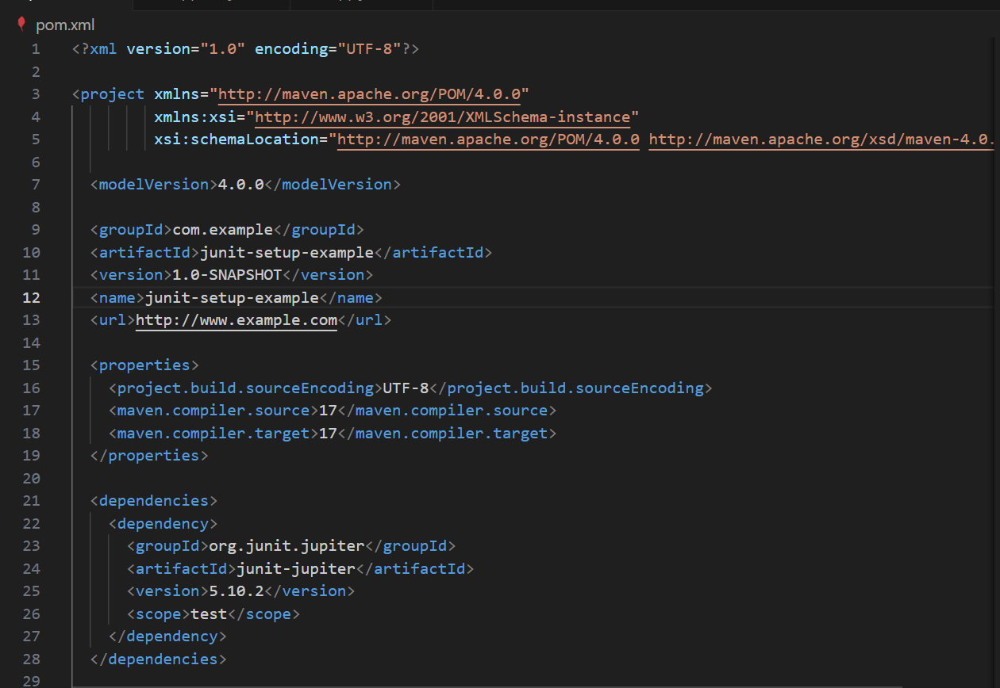 pom.xml
1 <?xml version="1.0" encoding="UTF-8"?>
2
3 <project xmlns="http://maven.apache.org/POM/4.0.0"
4 xmlns:xsi="http://www.w3.org/2001/XMLSchema-instance"
5 xsi:schemaLocation="http://maven.apache.org/POM/4.0.0 http://maven.apache.org/xsd/maven-4.0.
6
7 <modelVersion>4.0.0</modelVersion>
8
9 <groupId>com.example</groupId>
10 <artifactId>junit-setup-example</artifactId>
11 <version>1.0-SNAPSHOT</version>
12 <name>junit-setup-example</name>
13 <url>http://www.example.com</url>
14
15 <properties>
16 <project.build.sourceEncoding>UTF-8</project.build.sourceEncoding>
17 <maven.compiler.source>17</maven.compiler.source>
18 <maven.compiler.target>17</maven.compiler.target>
19 </properties>
20
21 <dependencies>
22 <dependency>
23 <groupId>org.junit.jupiter</groupId>
24 <artifactId>junit-jupiter</artifactId>
25 <version>5.10.2</version>
26 <scope>test</scope>
27 </dependency>
28 </dependencies>
29